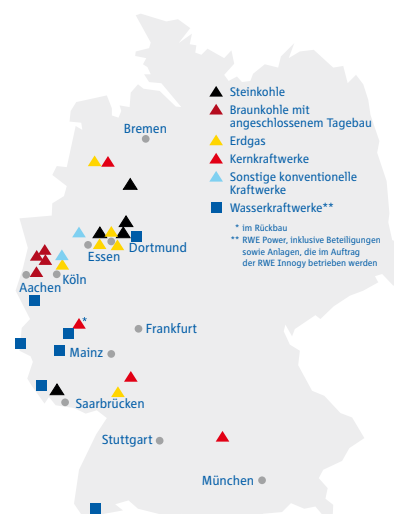 Steinkohle
Braunkohle mit
angeschlossenem Tagebau
Erdgas
Kernkraftwerke
Sonstige konventionelle
Kraftwerke
Wasserkraftwerke**
* im Rückbau
** RWE Power, inklusive Beteiligungen
sowie Anlagen, die im Auftrag
der RWE Innogy betrieben werden
Bremen
Dortmund
Essen
Köln
Aachen
*
Frankfurt
Mainz
Saarbrücken
Stuttgart
München